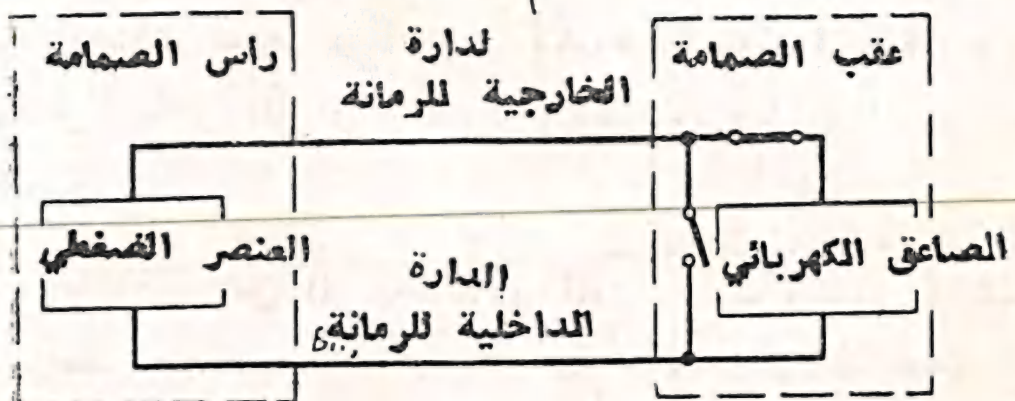 عقب الصمامة
لدارة
الخارجية للرمانة
رأس الصمامة
الصاعق الكهربائي
العنصر الضغطي
الدارة
الداخلية للرمانة